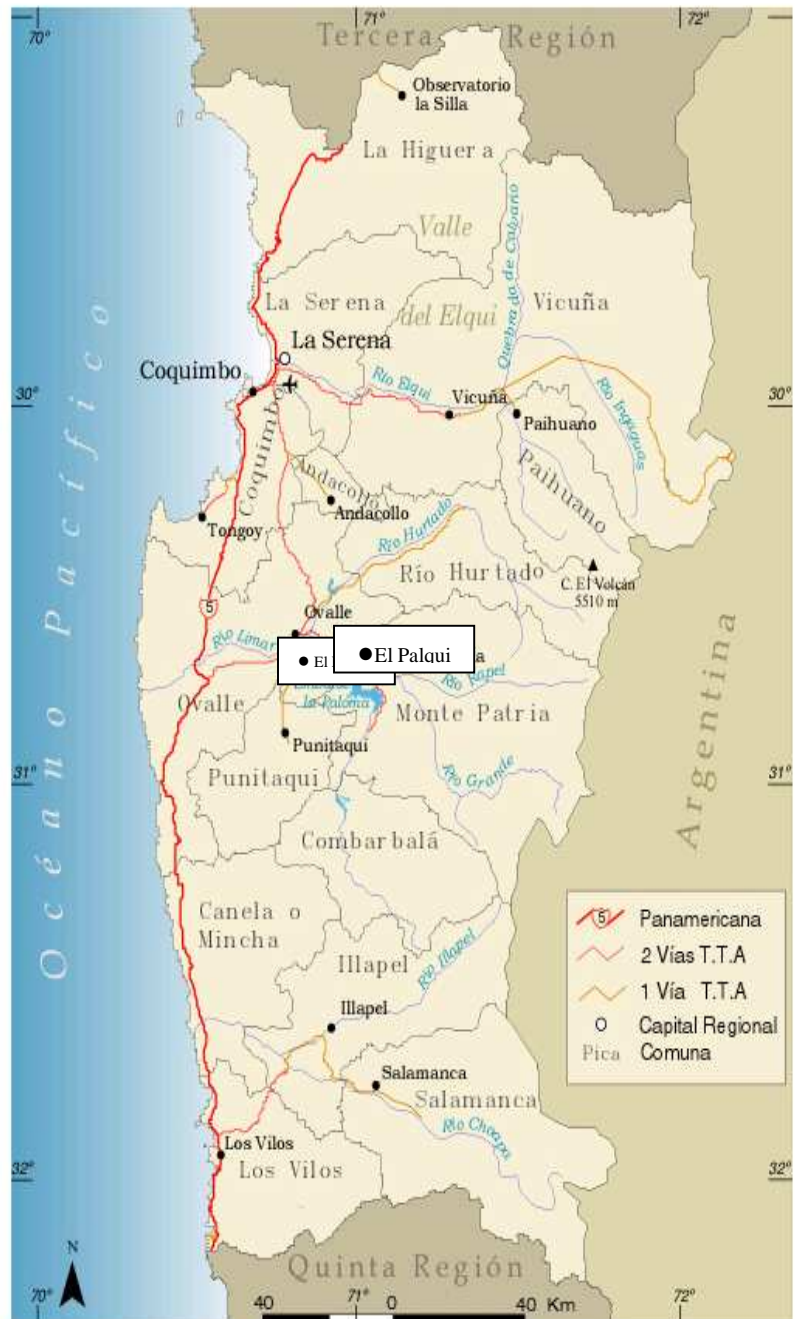 70°
71°
72°
Tercera Región
Observatorio
la Silla
La Higuera
Valle
del Elqui
Quebrada de Calvario
La Serena
Vicuña
La Serena
Coquimbo
Río Elqui
Vicuña
Río Ingaguas
30°
30°
Paihuano
Coquimbo
Andacollo
Andacollo
Paihuano
Tongoy
Río Hurtado
Río Hurtado
C. El Volcán
5510 m
5
Ovalle
Río Limar
El
El Palqui
a
Río Rapel
la Paloma
Ovalle
Monte Patria
Punitaqui
Punitaqui
Río Grande
31°
31°
Combarbalá
Océano Pacífico
Argentina
Canela o
Mincha
Illapel
Río Illapel
Illapel
Salamanca
Salamanca
Río Choapa
Los Vilos
Los Vilos
32°
32°
5 Panamericana
2 Vías T.T.A
1 Vía T.T.A
Capital Regional
Pica Comuna
N
Quinta Región
70°
71°
72°
40 0 40 Km